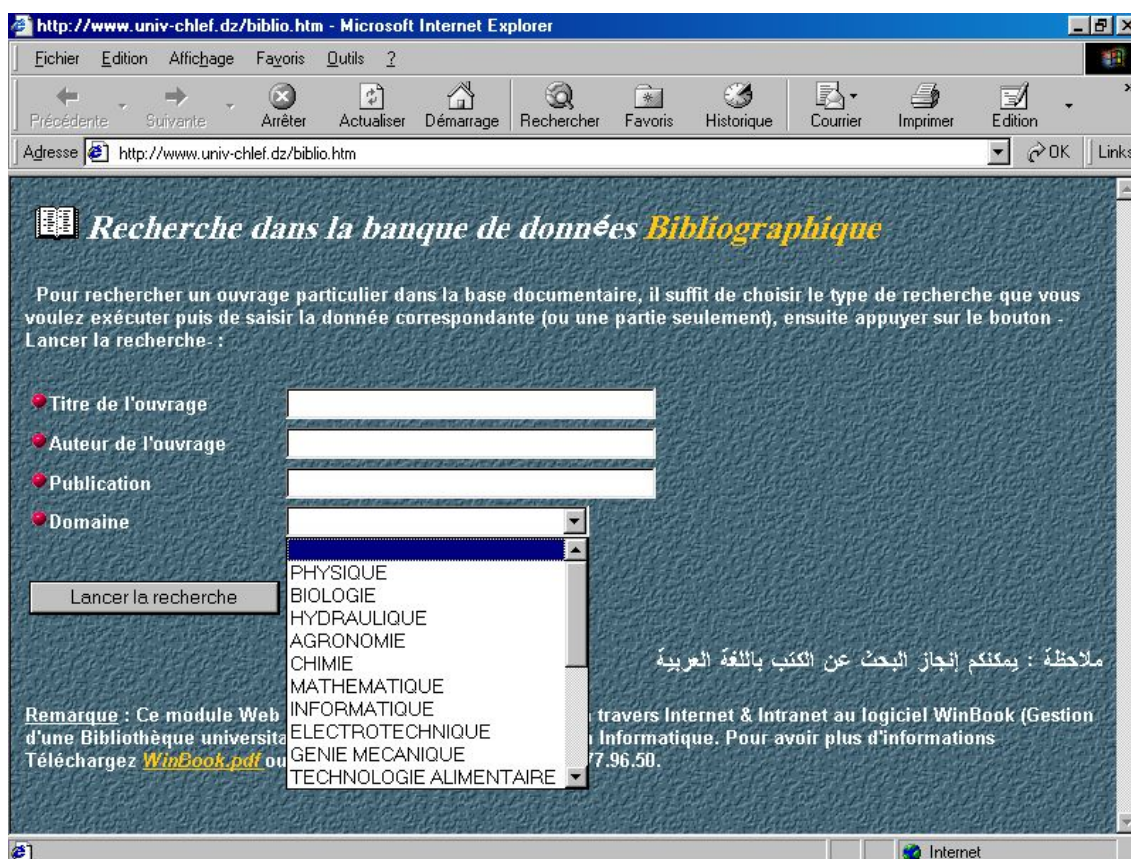 http://www.univ-chlef.dz/biblio.htm - Microsoft Internet Explorer
Fichier Edition Affichage Favoris Outils ?
Précédente Suivante Arrêter Actualiser Démarrage Rechercher Favoris Historique Courrier Imprimer Edition »
Adresse http://www.univ-chlef.dz/biblio.htm OK Links
Recherche dans la banque de données Bibliographique
Pour rechercher un ouvrage particulier dans la base documentaire, il suffit de choisir le type de recherche que vous
voulez exécuter puis de saisir la donnée correspondante (ou une partie seulement), ensuite appuyer sur le bouton -
Lancer la recherche- :
Titre de l'ouvrage
Auteur de l'ouvrage
Publication
Domaine
PHYSIQUE
Lancer la recherche BIOLOGIE
HYDRAULIQUE
AGRONOMIE
CHIMIE
ملاحظة : يمكنكم إنجاز البحث عن الكتب باللغة العربية
MATHEMATIQUE
Remarque : Ce module Web INFORMATIQUE travers Internet & Intranet au logiciel WinBook (Gestion
d'une Bibliothèque ELECTROTECHNIQUE Informatique. Pour avoir plus d'informations
Téléchargez WinBook.pdf ou GENIE MECANIQUE 77.96.50.
TECHNOLOGIE ALIMENTAIRE
Internet